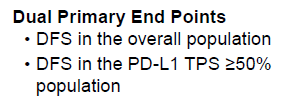 Dual Primary End Points
• DFS in the overall population
• DFS in the PD-L1 TPS ≥50%
population